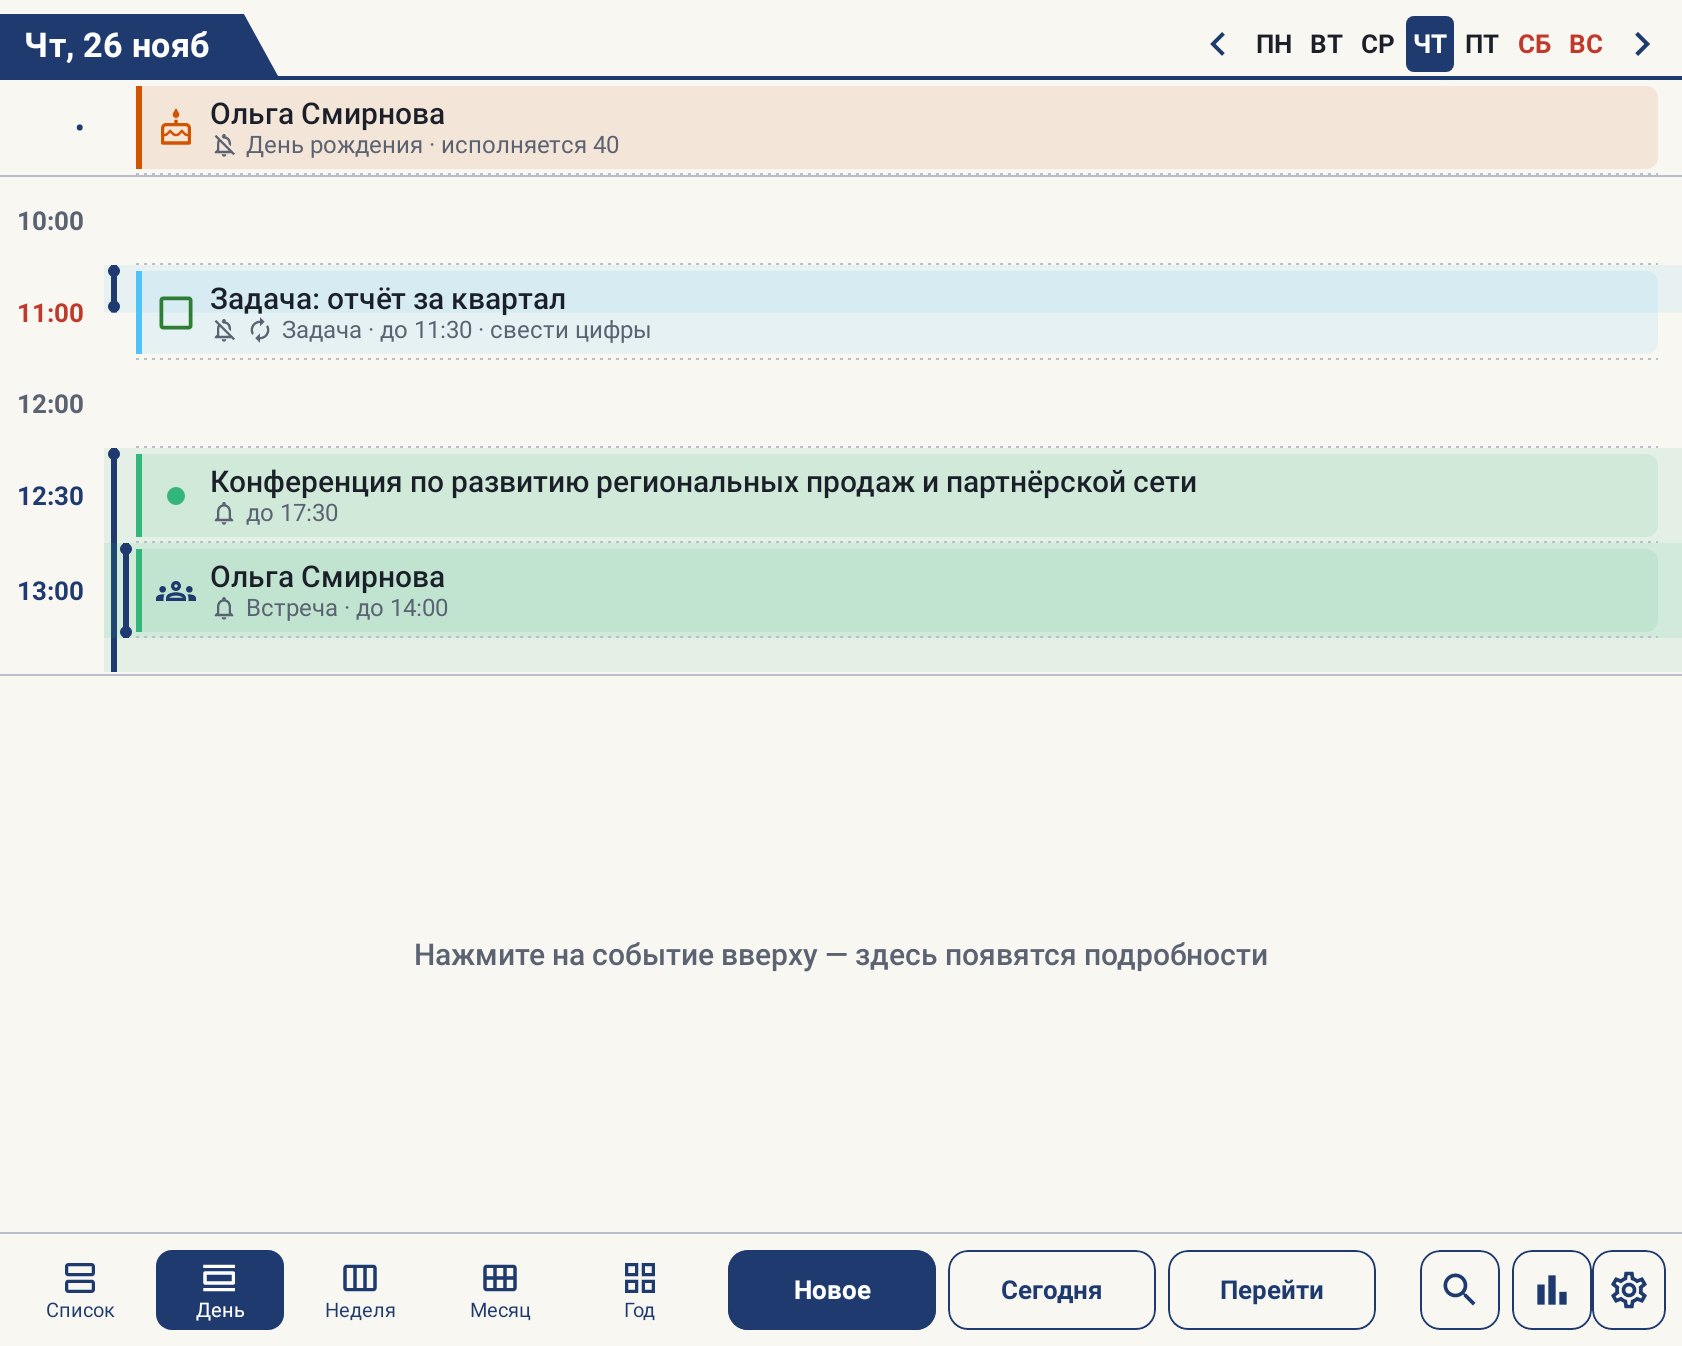 Чт, 26 нояб
ПН ВТ СР ЧТ ПТ СБ ВС
Ольга Смирнова
День рождения · исполняется 40
10:00
11:00
Задача: отчёт за квартал
Задача · до 11:30 · свести цифры
12:00
12:30
Конференция по развитию региональных продаж и партнёрской сети
до 17:30
13:00
Ольга Смирнова
Встреча · до 14:00
Нажмите на событие вверху — здесь появятся подробности
Список День Неделя Месяц Год Новое Сегодня Перейти